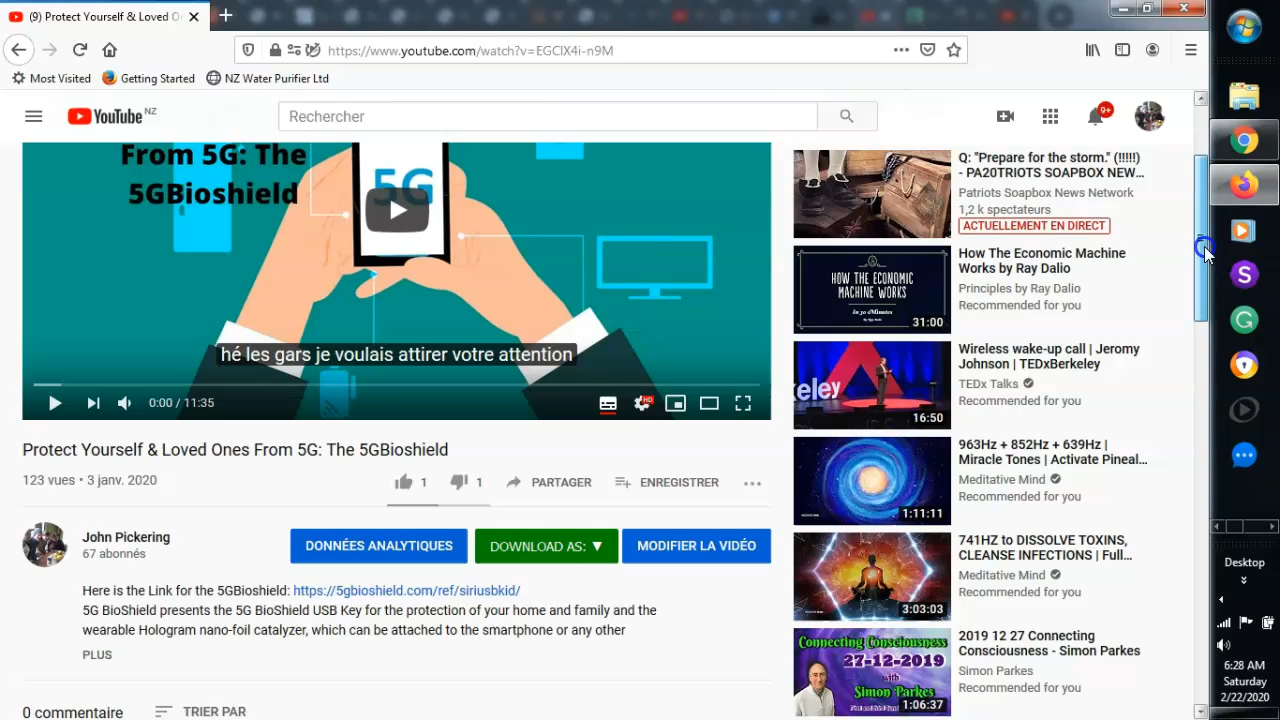 (9) Protect Yourself & Loved O
https://www.youtube.com/watch?v=EGCIX4i-n9M
Most Visited
Getting Started
NZ Water Purifier Ltd
YouTube NZ
Rechercher
9+
From 5G: The
5GBioshield
5G
hé les gars je voulais attirer votre attention
0:00 / 11:35
HD
Protect Yourself & Loved Ones From 5G: The 5GBioshield
123 vues • 3 janv. 2020
1
1
PARTAGER
ENREGISTRER
John Pickering
67 abonnés
DONNÉES ANALYTIQUES
DOWNLOAD AS: ▼
MODIFIER LA VIDÉO
Here is the Link for the 5GBioshield: https://5gbioshield.com/ref/siriusbkid/
5G BioShield presents the 5G BioShield USB Key for the protection of your home and family and the
wearable Hologram nano-foil catalyzer, which can be attached to the smartphone or any other
PLUS
0 commentaire
TRIER PAR
Q: "Prepare for the storm." (!!!!!)
- PA20TRIOTS SOAPBOX NEW...
Patriots Soapbox News Network
1,2 k spectateurs
ACTUELLEMENT EN DIRECT
HOW THE
ECONOMIC
MACHINE
WORKS
31:00
How The Economic Machine
Works by Ray Dalio
Principles by Ray Dalio
Recommended for you
keley
16:50
Wireless wake-up call | Jeromy
Johnson | TEDxBerkeley
TEDx Talks
Recommended for you
1:11:11
963Hz + 852Hz + 639Hz |
Miracle Tones | Activate Pineal...
Meditative Mind
Recommended for you
3:03:03
741HZ to DISSOLVE TOXINS,
CLEANSE INFECTIONS | Full...
Meditative Mind
Recommended for you
Connecting Consciousness
27-12-2019
with
Simon Parkes
1:06:37
2019 12 27 Connecting
Consciousness - Simon Parkes
Simon Parkes
Recommended for you
S
G
Desktop
6:28 AM
Saturday
2/22/2020